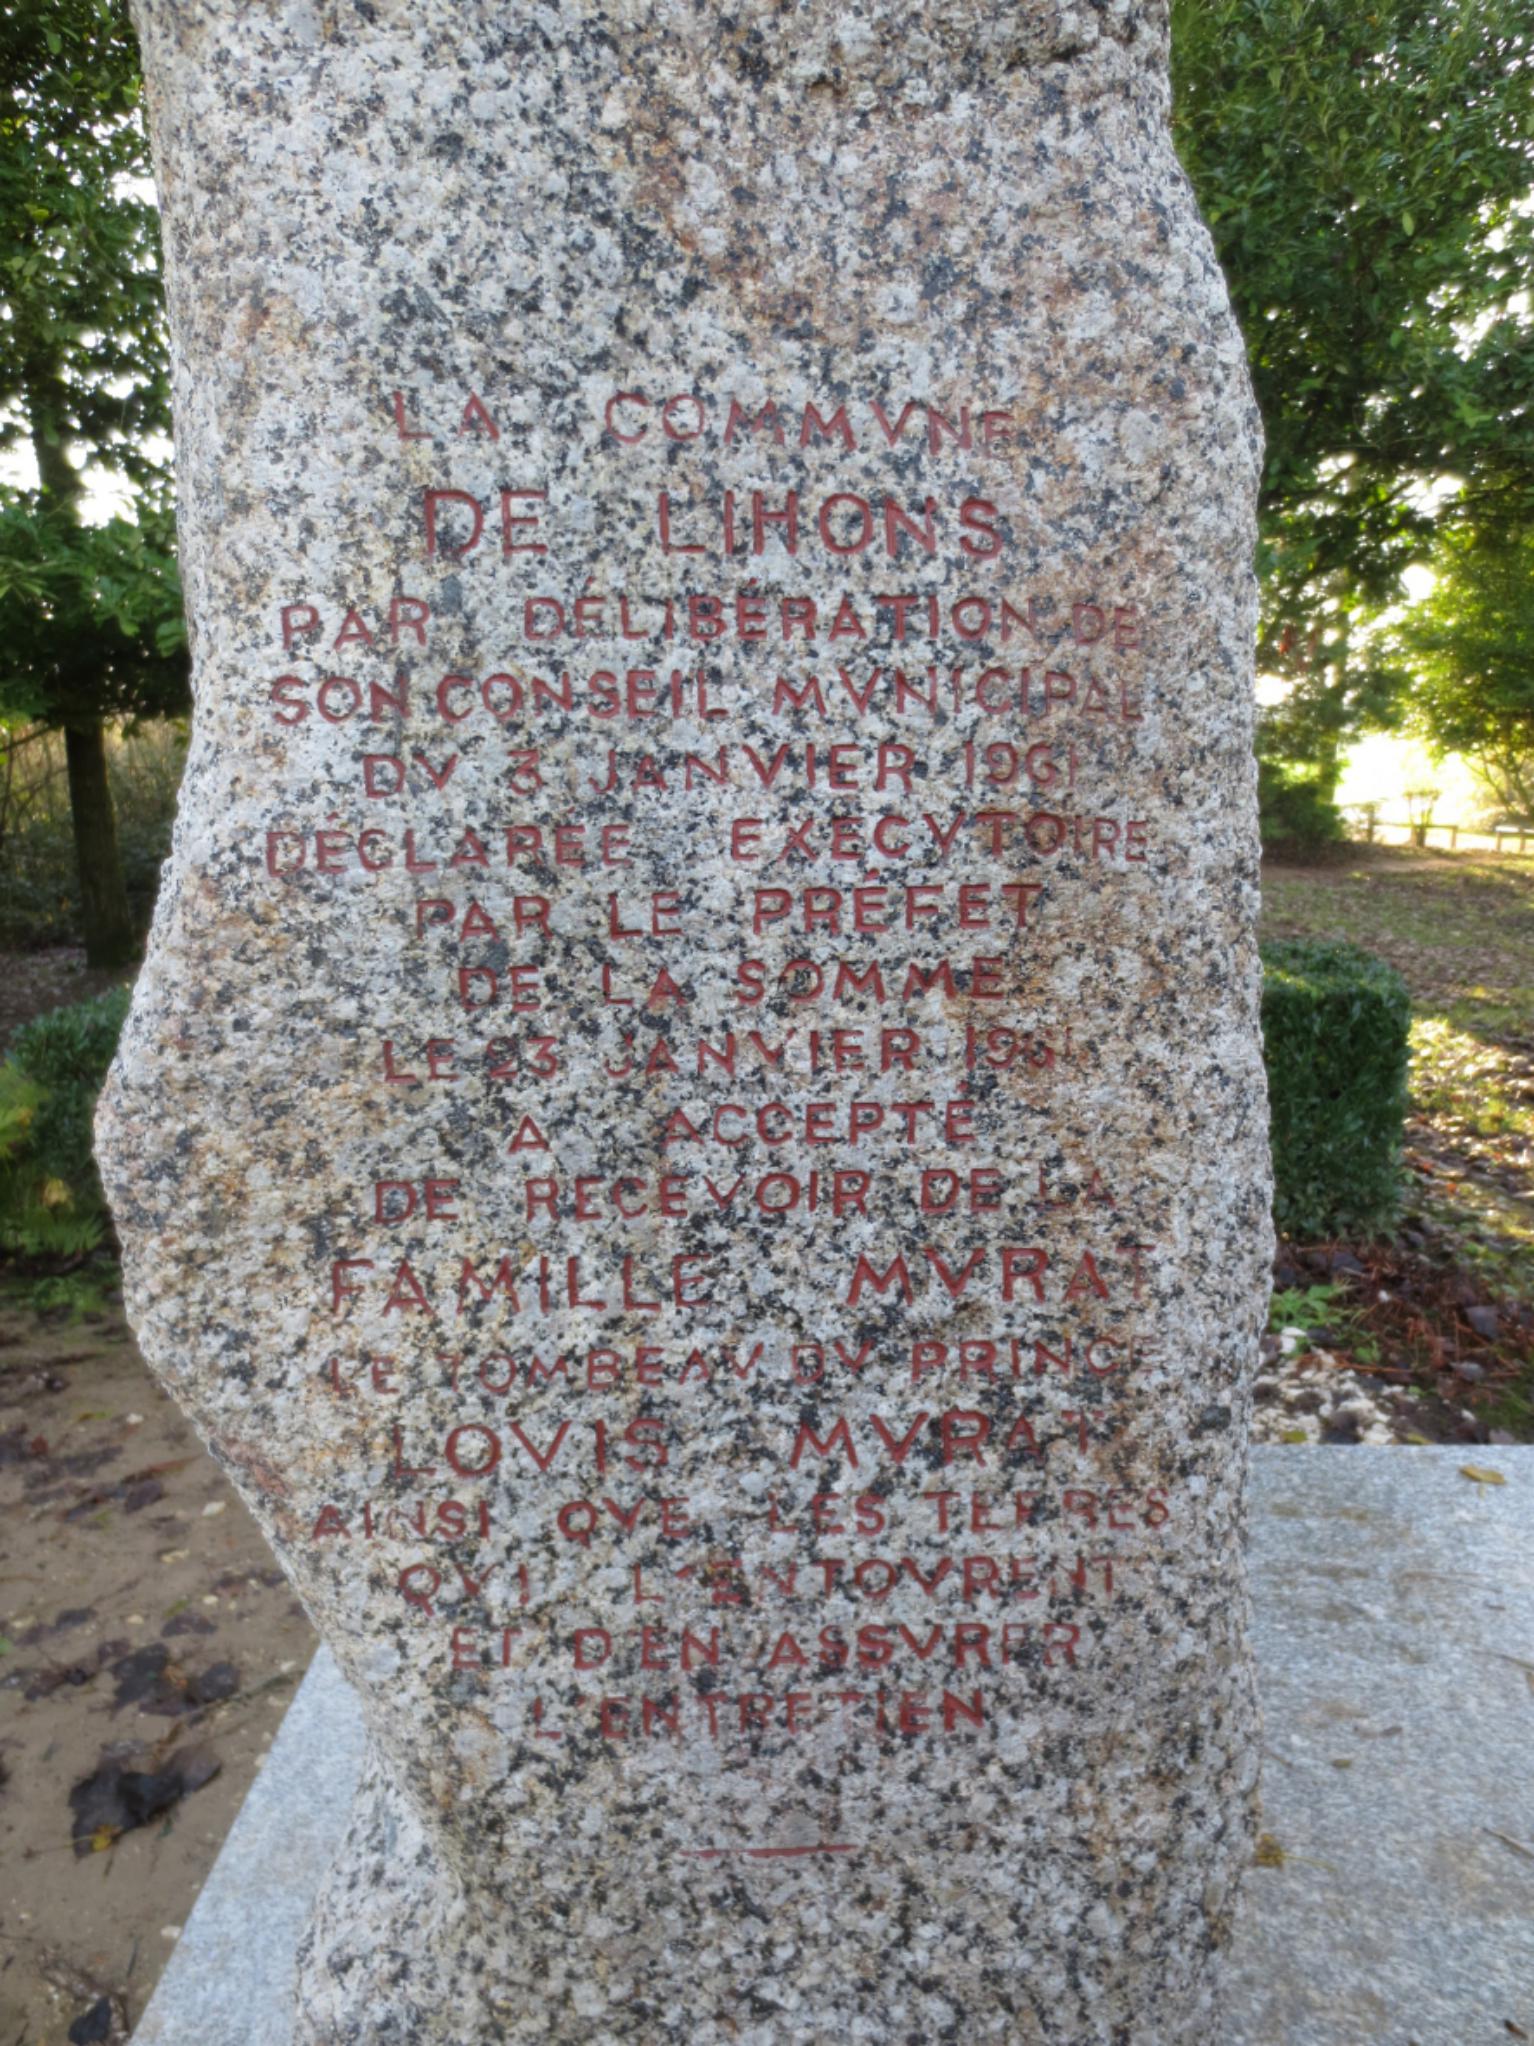 LA COMMVNE
DE LIHONS
PAR DÉLIBÉRATION DE
SON CONSEIL MVNICIPAL
DV 3 JANVIER 1961
DÉCLARÉE EXECVTOIRE
PAR LE PRÉFET
DE LA SOMME
LE 23 JANVIER 1961
A ACCEPTÉ
DE RECEVOIR DE LA
FAMILLE MVRAT
LE TOMBEAV DV PRINCE
LOVIS MVRAT
AINSI QVE LES TERRES
QVI L'ENTOVRENT
ET D'EN ASSVRER
L'ENTRETIEN